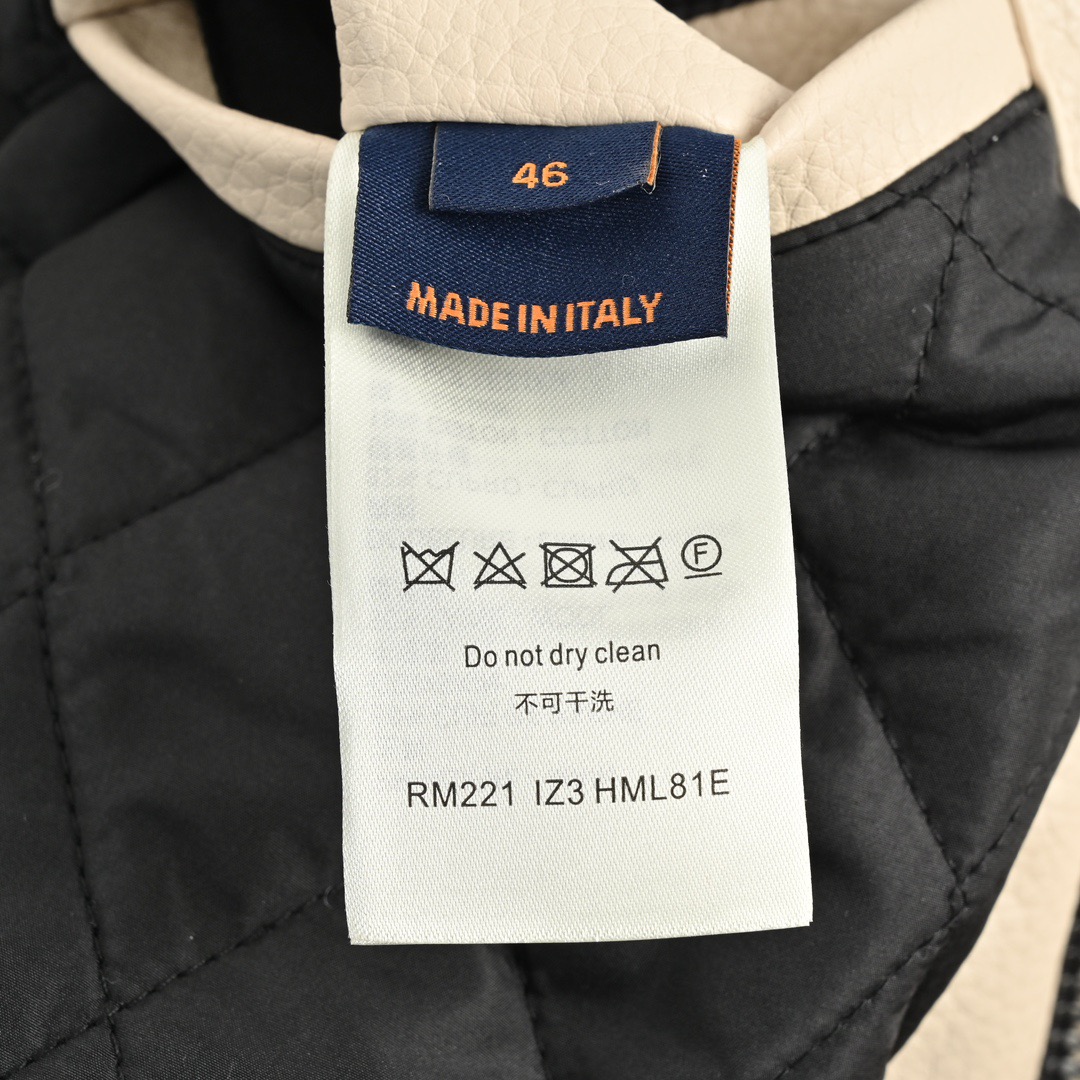 46
MADE IN ITALY
F
Do not dry clean
不可干洗
RM221 IZ3 HML81E